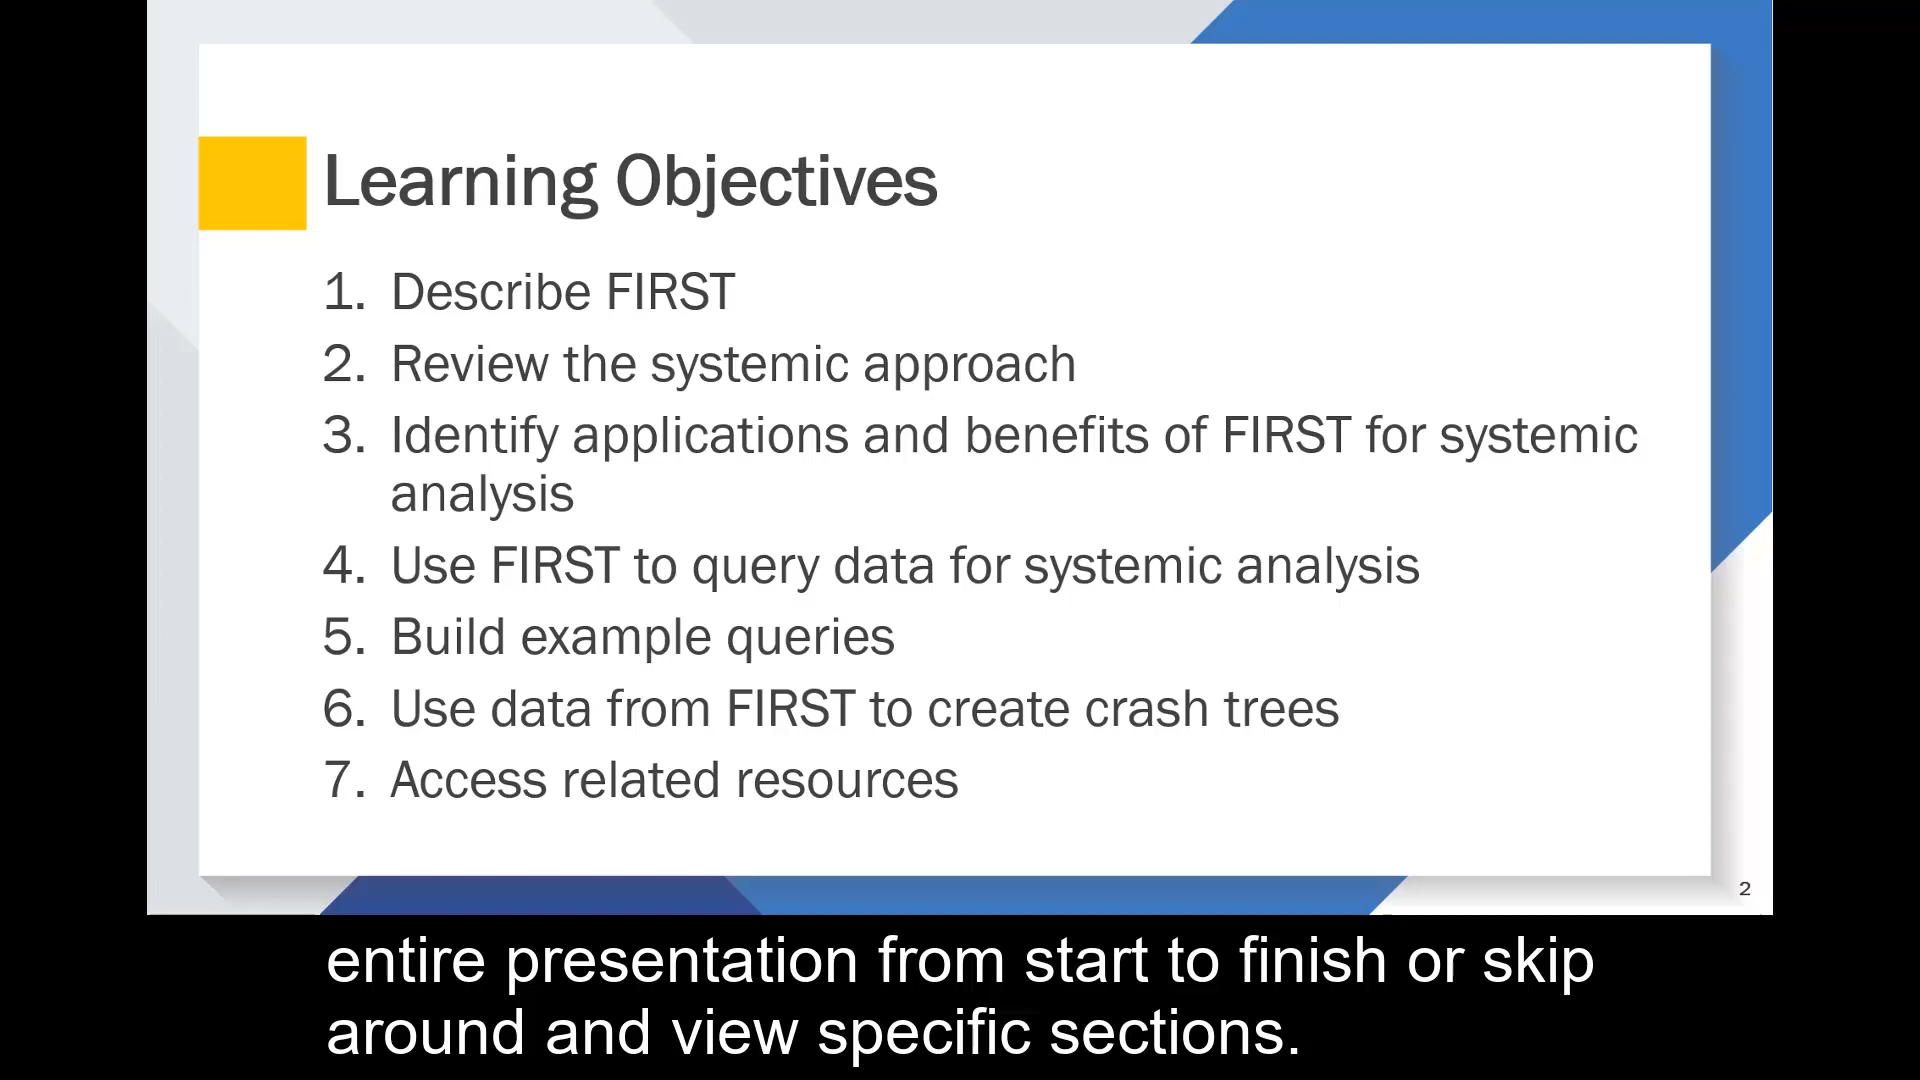 Learning Objectives
1. Describe FIRST
2. Review the systemic approach
3. Identify applications and benefits of FIRST for systemic
analysis
4. Use FIRST to query data for systemic analysis
5. Build example queries
6. Use data from FIRST to create crash trees
7. Access related resources
2
entire presentation from start to finish or skip
around and view specific sections.